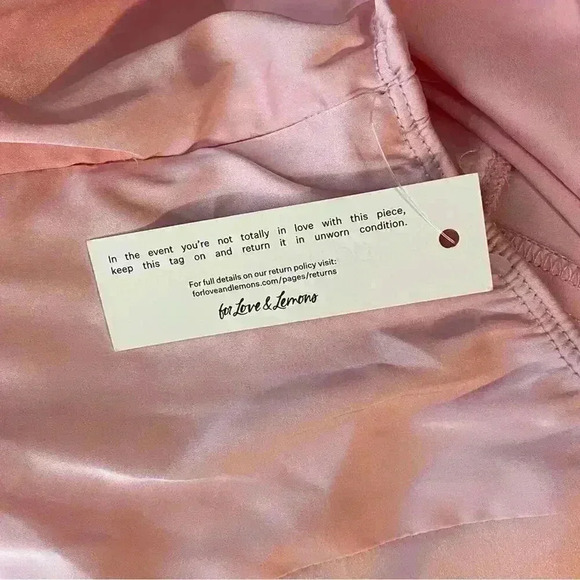 In the event you're not totally in love with this piece,
keep this tag on and return it in unworn condition.
For full details on our return policy visit:
forloveandlemons.com/pages/returns
for Love & Lemons